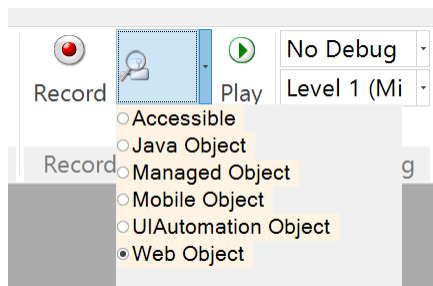 No Debug
Record
Play
Level 1 (Mi
Accessible
Java Object
Managed Object
Mobile Object
UIAutomation Object
Web Object
Record
g